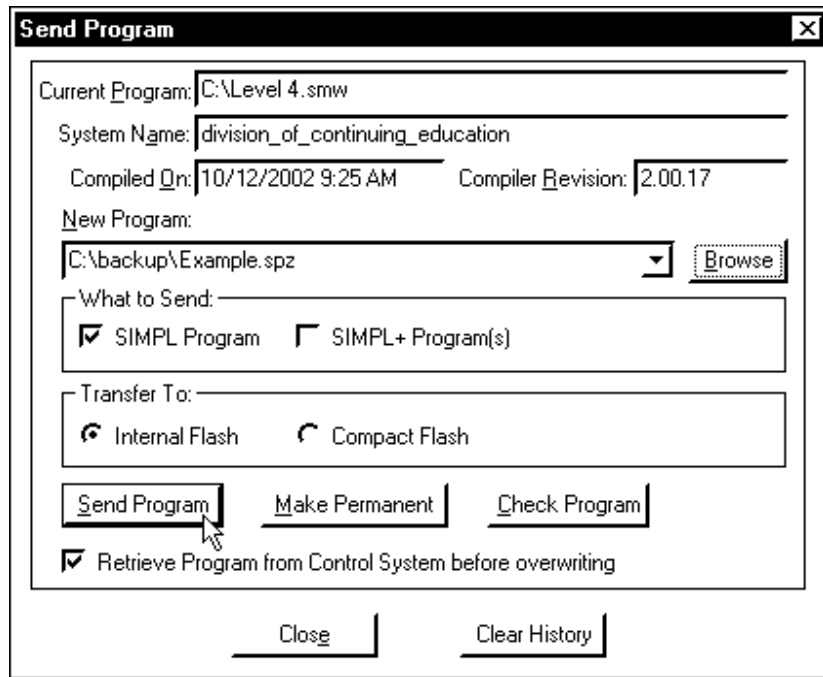 Send Program
Current Program: C:\Level 4.smw
System Name: division_of_continuing_education
Compiled On: 10/12/2002 9:25 AM Compiler Revision: 2.00.17
New Program:
C:\backup\Example.spz Browse
What to Send:
SIMPL Program SIMPL+ Program(s)
Transfer To:
Internal Flash Compact Flash
Send Program Make Permanent Check Program
Retrieve Program from Control System before overwriting
Close Clear History